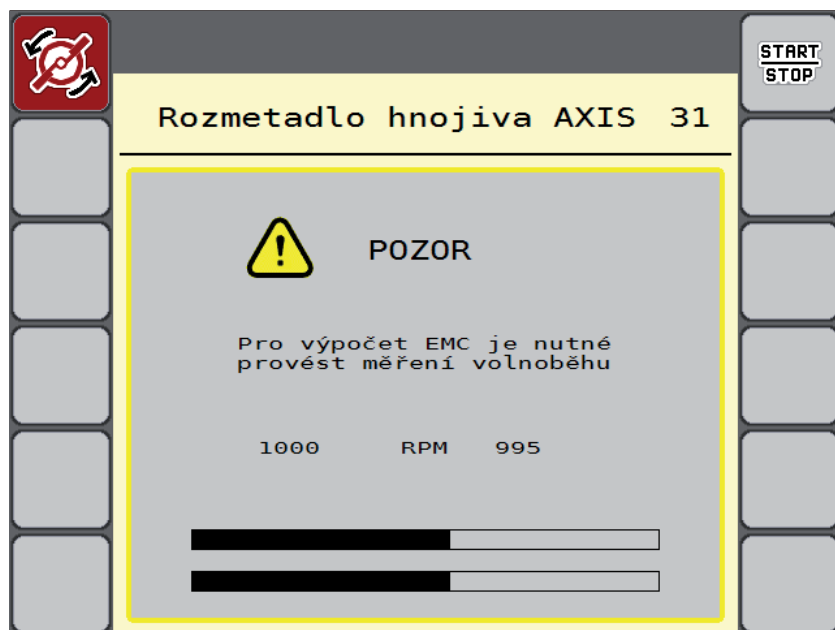 START
STOP
Rozmetadlo hnojiva AXIS 31
!
POZOR
Pro výpočet EMC je nutné
provést měření volnoběhu
1000 RPM 995